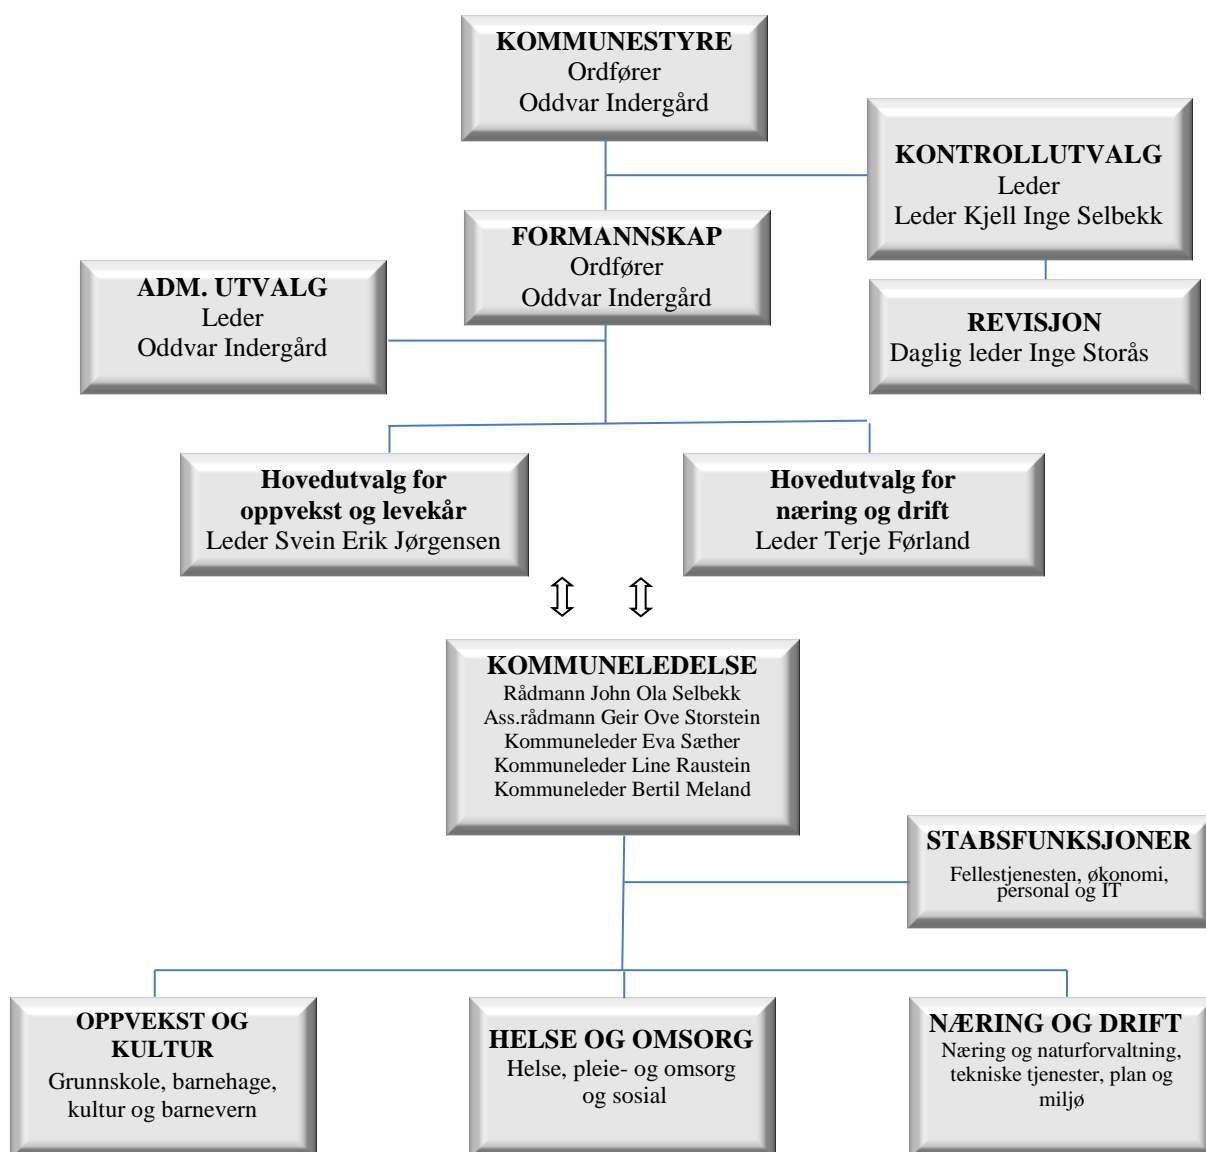 KOMMUNESTYRE
Ordfører
Oddvar Indergård
KONTROLLUTVALG
Leder
Leder Kjell Inge Selbekk
FORMANNSKAP
Ordfører
Oddvar Indergård
ADM. UTVALG
Leder
Oddvar Indergård
REVISJON
Daglig leder Inge Storås
Hovedutvalg for
oppvekst og levekår
Leder Svein Erik Jørgensen
Hovedutvalg for
næring og drift
Leder Terje Førland
KOMMUNELEDELSE
Rådmann John Ola Selbekk
Ass.rådmann Geir Ove Storstein
Kommuneleder Eva Sæther
Kommuneleder Line Raustein
Kommuneleder Bertil Meland
STABSFUNKSJONER
Fellestjenesten, økonomi,
personal og IT
OPPVEKST OG
KULTUR
Grunnskole, barnehage,
kultur og barnevern
HELSE OG OMSORG
Helse, pleie- og omsorg
og sosial
NÆRING OG DRIFT
Næring og naturforvaltning,
tekniske tjenester, plan og
miljø